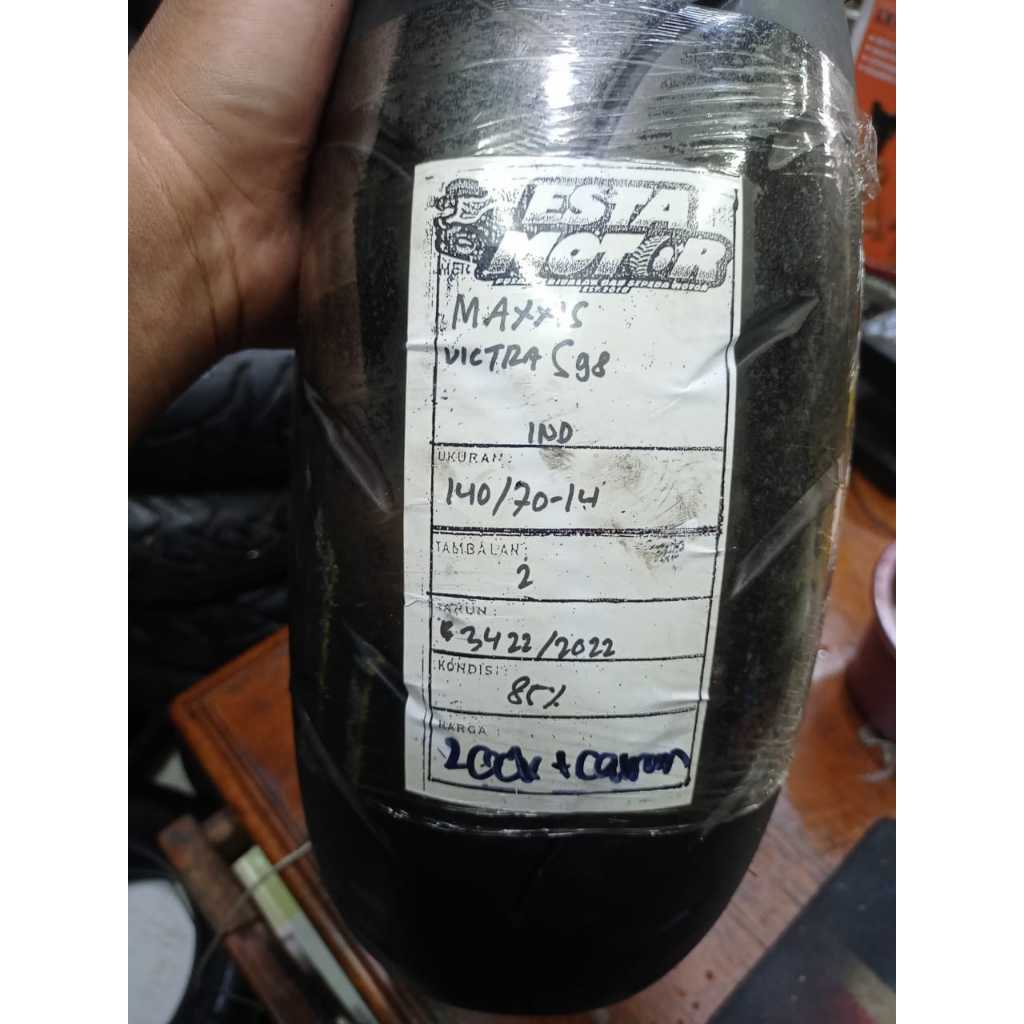 ESTA
MOTOR
MAXXIS
VICTRA S98
IND
UKURAN :
140/70-14
TAMBALAN :
2
TAHUN :
3422/2022
KONDISI :
85%
HARGA :
200k +